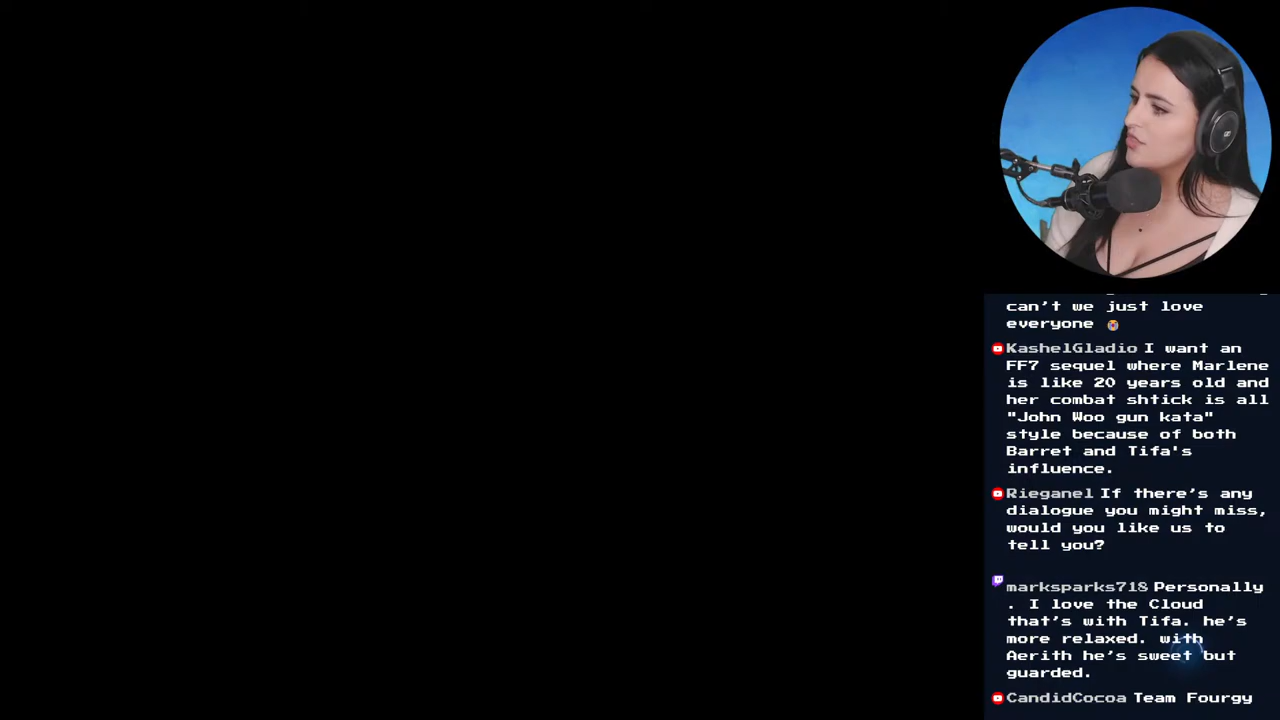 can't we just love
everyone 😭
KashelGladio I want an
FF7 sequel where Marlene
is like 20 years old and
her combat shtick is all
"John Woo gun kata"
style because of both
Barret and Tifa's
influence.
Rieganel If there's any
dialogue you might miss,
would you like us to
tell you?
marksparks718 Personally
. I love the Cloud
that's with Tifa. he's
more relaxed. with
Aerith he's sweet but
guarded.
CandidCocoa Team Fourgy